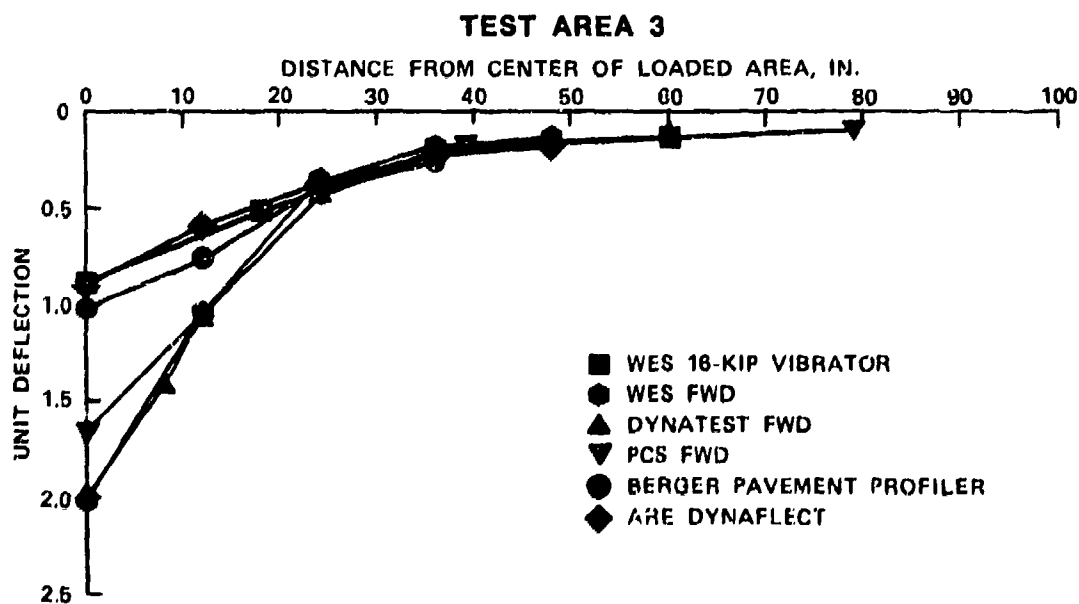 TEST AREA 3
DISTANCE FROM CENTER OF LOADED AREA, IN.
0 10 20 30 40 50 60 70 80 90 100
0
0.5
1.0
1.5
2.0
2.5
UNIT DEFLECTION
WES 16-KIP VIBRATOR
WES FWD
DYNATEST FWD
PCS FWD
BERGER PAVEMENT PROFILER
ARE DYNAFLECT